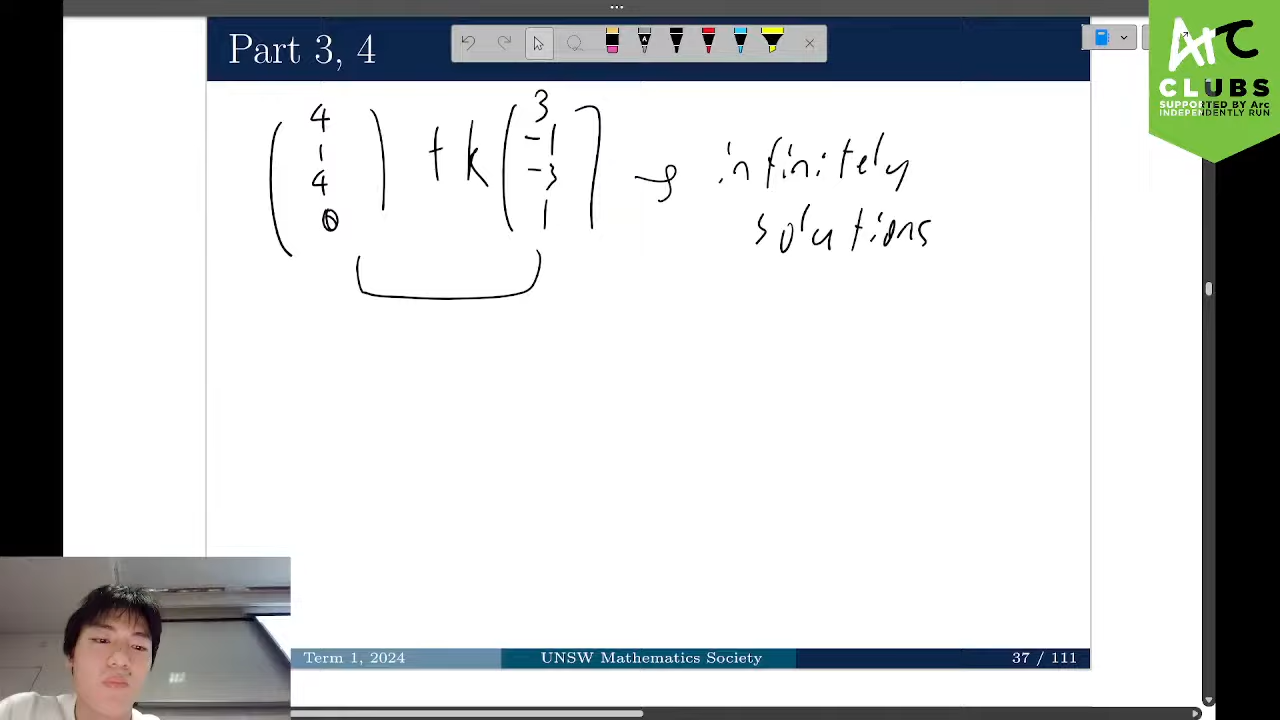 Part 3, 4
Arc
CLUBS
SUPPORTED BY Arc
INDEPENDENTLY RUN
4
1
4
0
+ k
3
-1
-3
1
infinitely
solutions
Term 1, 2024
UNSW Mathematics Society
37 / 111